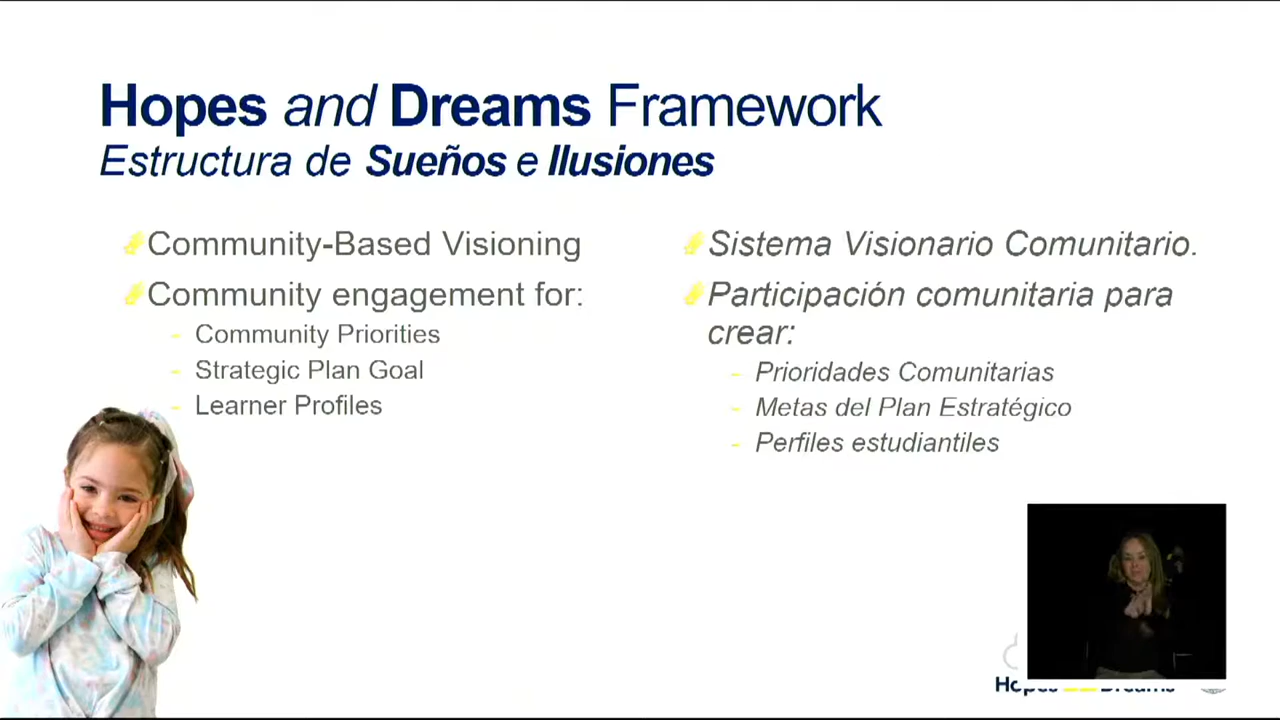 Hopes and Dreams Framework
Estructura de Sueños e Ilusiones
Community-Based Visioning
Community engagement for:
- Community Priorities
- Strategic Plan Goal
- Learner Profiles
Sistema Visionario Comunitario.
Participación comunitaria para
crear:
- Prioridades Comunitarias
- Metas del Plan Estratégico
- Perfiles estudiantiles
Hopes Dreams